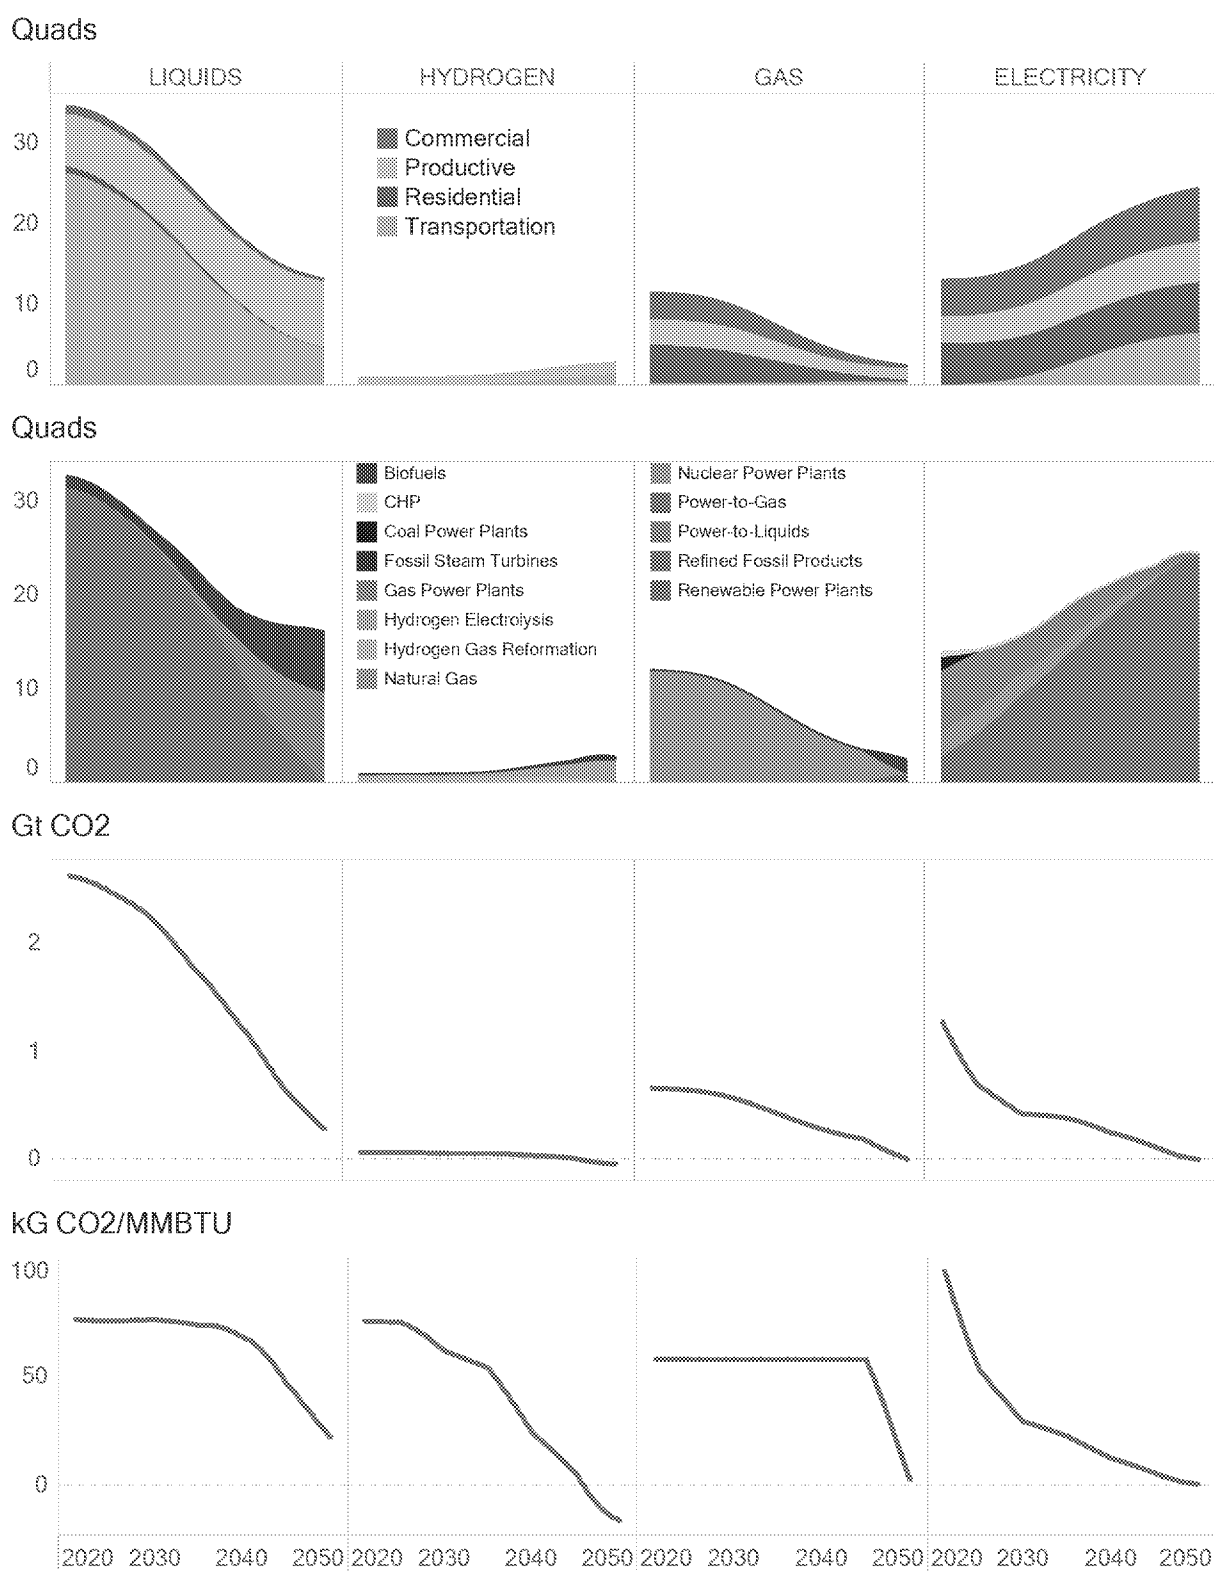 Quads
LIQUIDS HYDROGEN GAS ELECTRICITY
30
20
10
0
Commercial
Productive
Residential
Transportation
Quads
30
20
10
0
Biofuels
CHP
Coal Power Plants
Fossil Steam Turbines
Gas Power Plants
Hydrogen Electrolysis
Hydrogen Gas Reformation
Natural Gas
Nuclear Power Plants
Power-to-Gas
Power-to-Liquids
Refined Fossil Products
Renewable Power Plants
Gt CO2
2
1
0
kG CO2/MMBTU
100
50
0
2020 2030 2040 2050 2020 2030 2040 2050 2020 2030 2040 2050 2020 2030 2040 2050